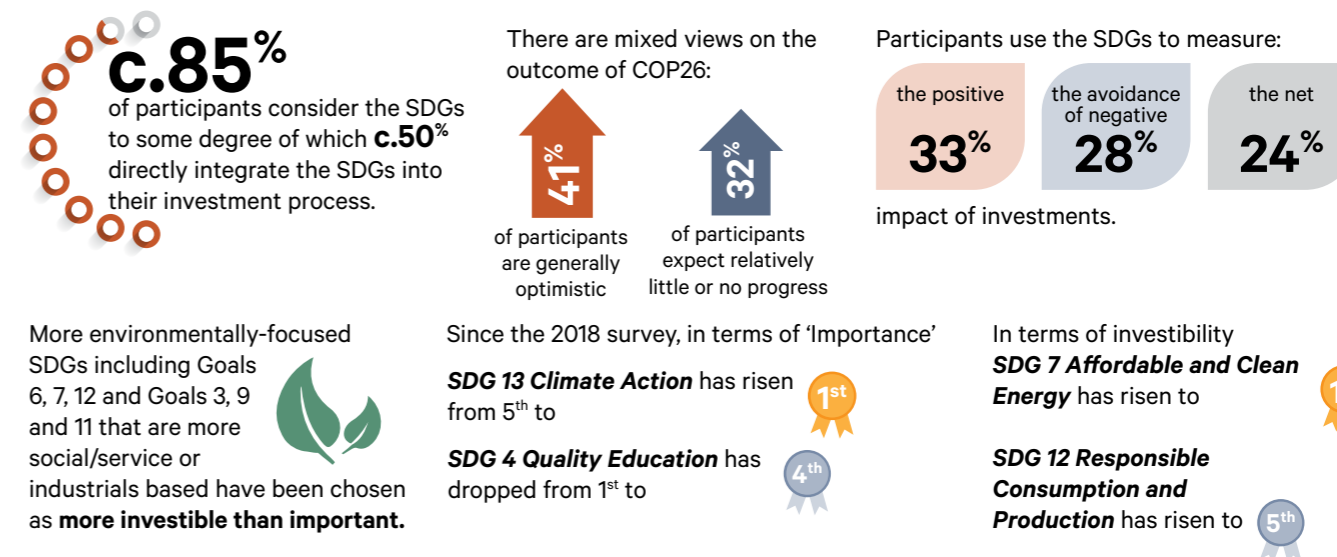 c.85%
of participants consider the SDGs
to some degree of which c.50%
directly integrate the SDGs into
their investment process.
There are mixed views on the
outcome of COP26:
41%
of participants
are generally
optimistic
32%
of participants
expect relatively
little or no progress
Participants use the SDGs to measure:
the positive
33%
the avoidance
of negative
28%
the net
24%
impact of investments.
More environmentally-focused
SDGs including Goals
6, 7, 12 and Goals 3, 9
and 11 that are more
social/service or
industrials based have been chosen
as more investible than important.
Since the 2018 survey, in terms of ‘Importance’
SDG 13 Climate Action has risen
from 5th to
1st
SDG 4 Quality Education has
dropped from 1st to
4th
In terms of investibility
SDG 7 Affordable and Clean
Energy has risen to
SDG 12 Responsible
Consumption and
Production has risen to
5th